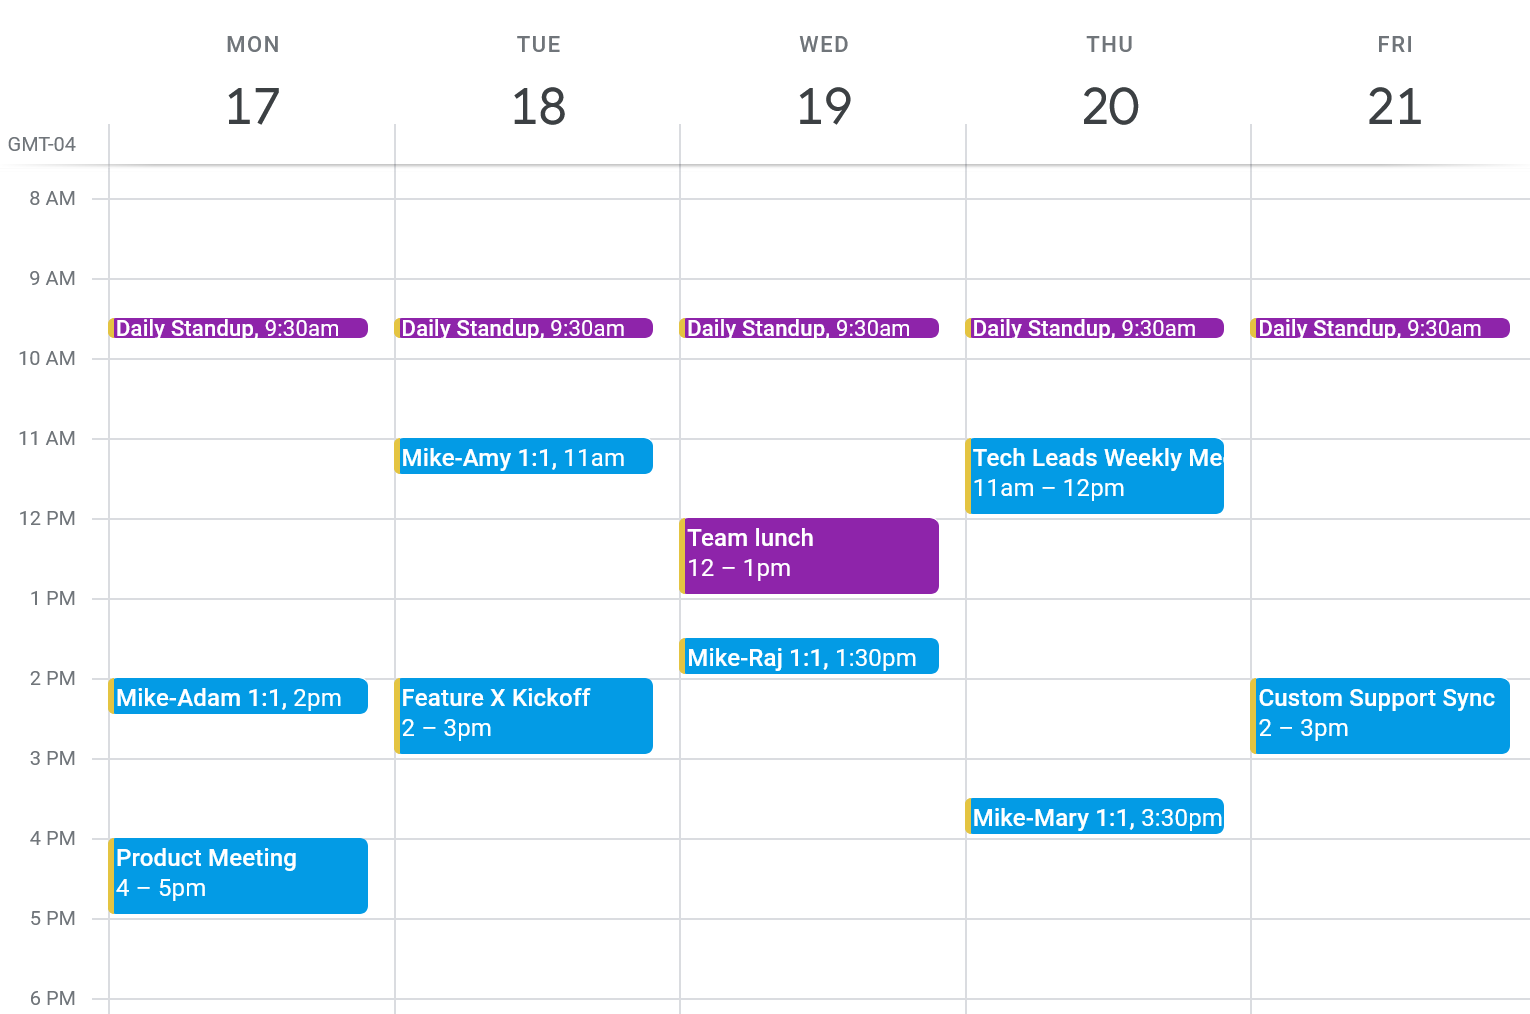 MON
TUE
WED
THU
FRI
17
18
19
20
21
GMT-04
8 AM
9 AM
Daily Standup, 9:30am
Daily Standup, 9:30am
Daily Standup, 9:30am
Daily Standup, 9:30am
Daily Standup, 9:30am
10 AM
11 AM
Mike-Amy 1:1, 11am
Tech Leads Weekly Mee
11am – 12pm
12 PM
Team lunch
12 – 1pm
1 PM
Mike-Raj 1:1, 1:30pm
2 PM
Mike-Adam 1:1, 2pm
Feature X Kickoff
2 – 3pm
Custom Support Sync
2 – 3pm
3 PM
Mike-Mary 1:1, 3:30pm
4 PM
Product Meeting
4 – 5pm
5 PM
6 PM